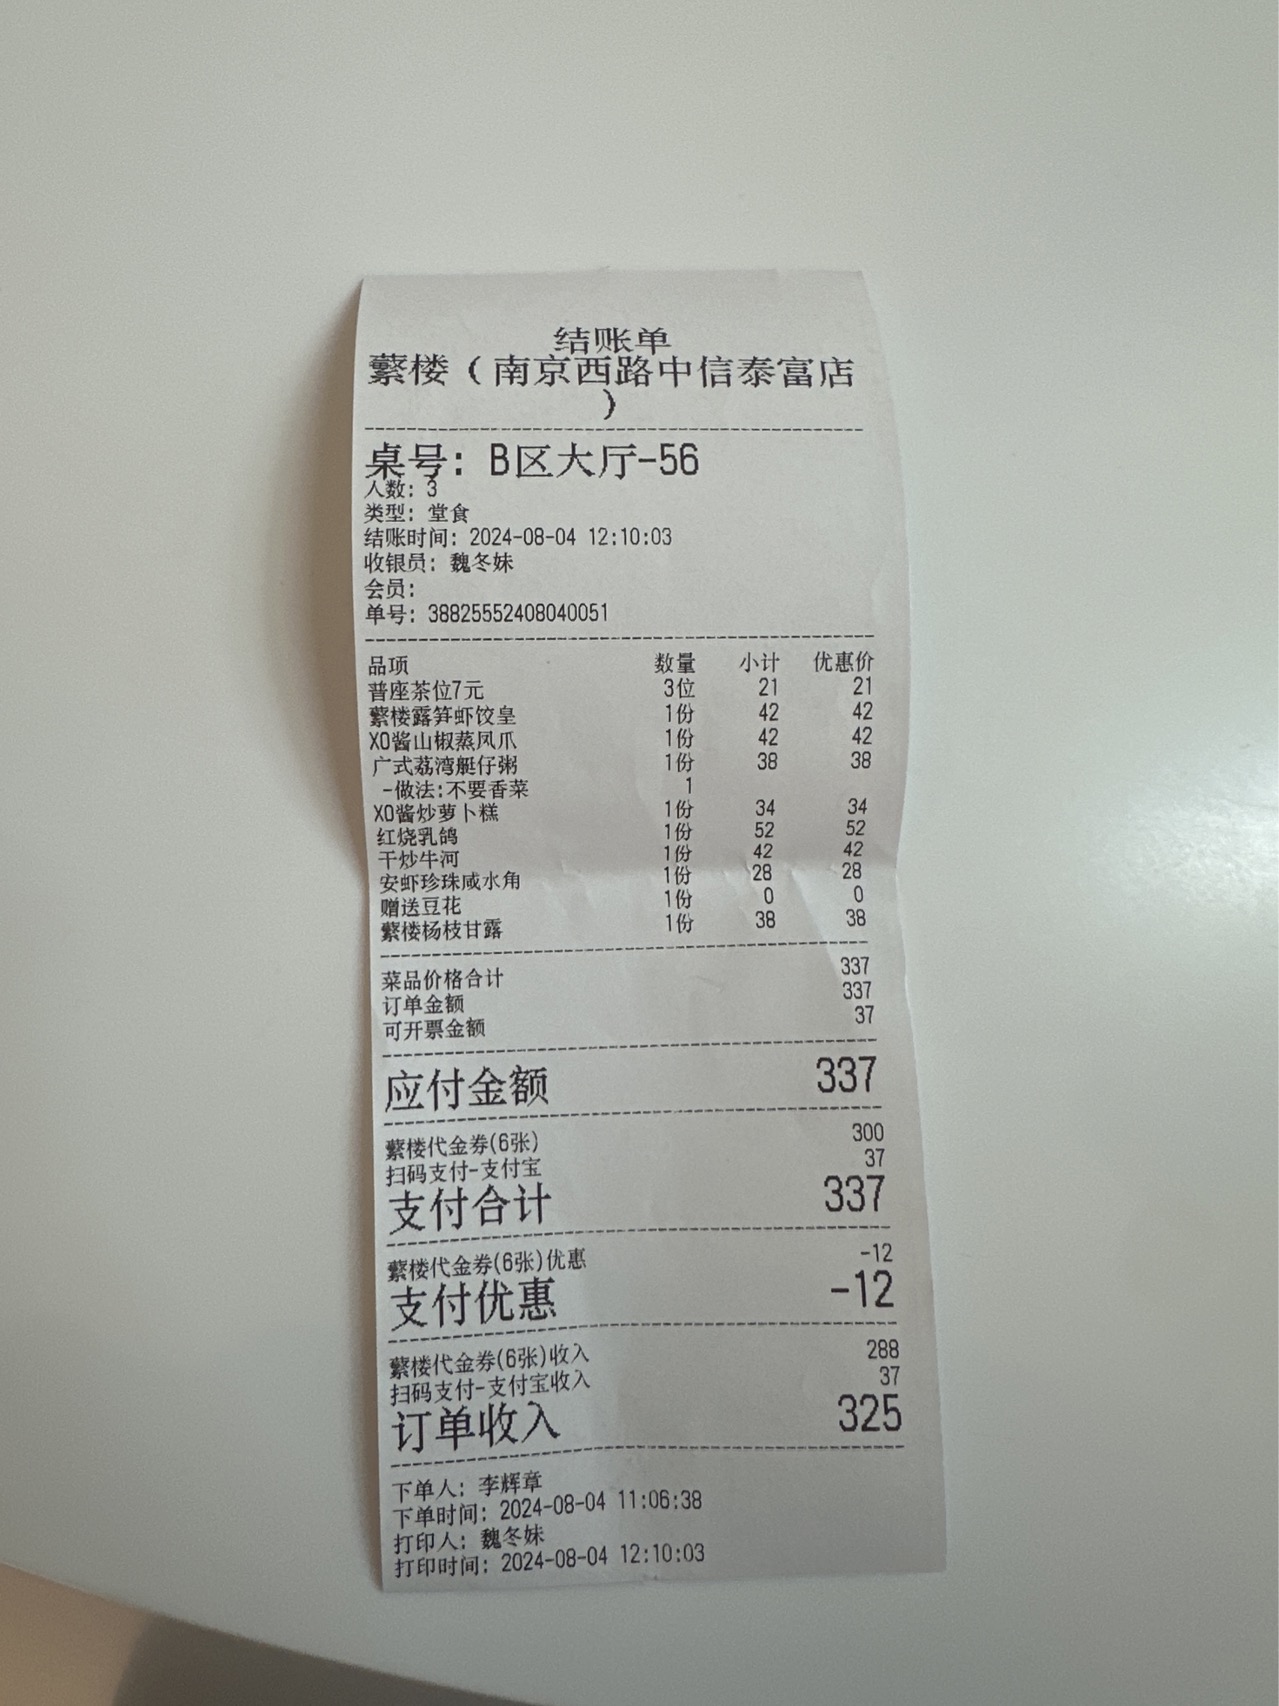 结账单
蘩楼（南京西路中信泰富店
）
桌号: B区大厅-56
人数: 3
类型: 堂食
结账时间: 2024-08-04 12:10:03
收银员: 魏冬妹
会员:
单号: 38825552408040051
品项 数量 小计 优惠价
普座茶位7元 3位 21 21
蘩楼露笋虾饺皇 1份 42 42
XO酱山椒蒸凤爪 1份 42 42
广式荔湾艇仔粥 1份 38 38
-做法:不要香菜 1
XO酱炒萝卜糕 1份 34 34
红烧乳鸽 1份 52 52
干炒牛河 1份 42 42
安虾珍珠咸水角 1份 28 28
赠送豆花 1份 0 0
蘩楼杨枝甘露 1份 38 38
菜品价格合计 337
订单金额 337
可开票金额 37
应付金额 337
蘩楼代金券(6张) 300
扫码支付-支付宝 37
支付合计 337
蘩楼代金券(6张)优惠 -12
支付优惠 -12
蘩楼代金券(6张)收入 288
扫码支付-支付宝收入 37
订单收入 325
下单人: 李辉章
下单时间: 2024-08-04 11:06:38
打印人: 魏冬妹
打印时间: 2024-08-04 12:10:03